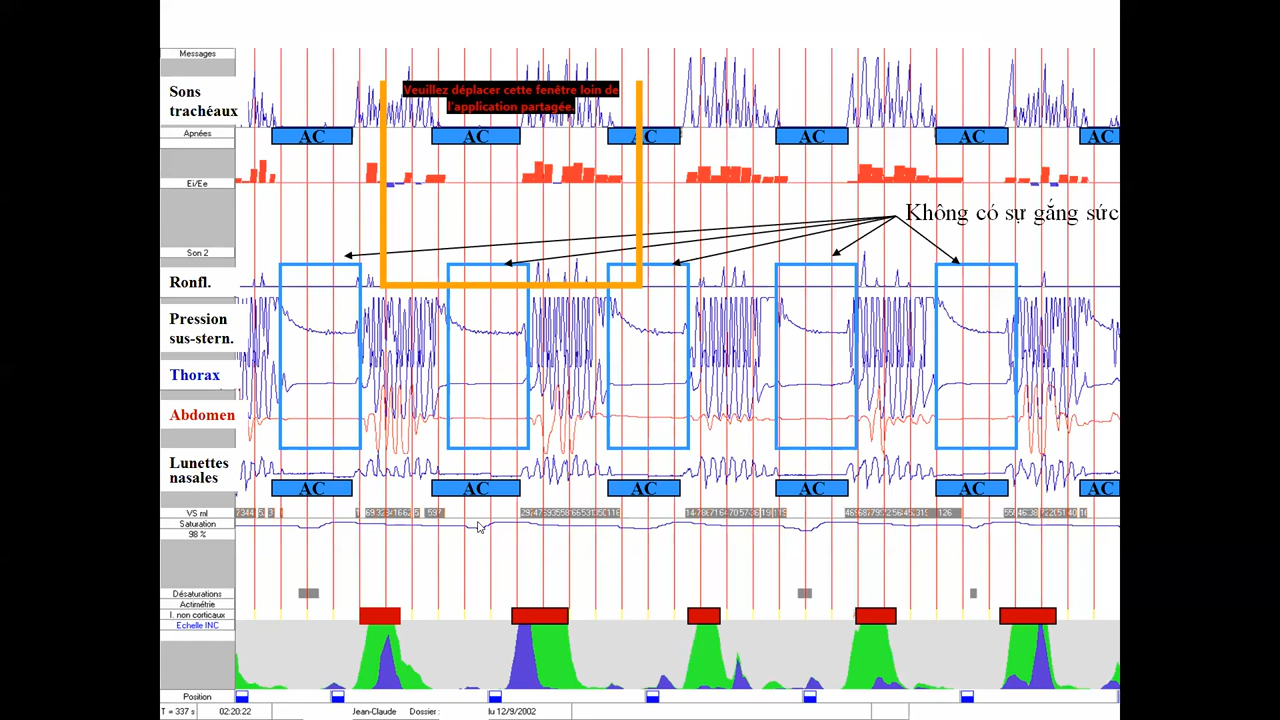 Messages
Sons
trachéaux
Veuillez déplacer cette fenêtre loin de
l'application partagée.
Apnées
AC AC AC AC AC AC
Ei/Ee
Không có sự gắng sức
Son 2
Ronfl.
Pression
sus-stern.
Thorax
Abdomen
Lunettes
nasales
AC AC AC AC AC AC
VS ml
597 126
Saturation
98 %
Désaturations
Actimétrie
I. non corticaux
Echelle INC
Position
T = 337 s 02:20:22 Jean-Claude Dossier : du 12/9/2002